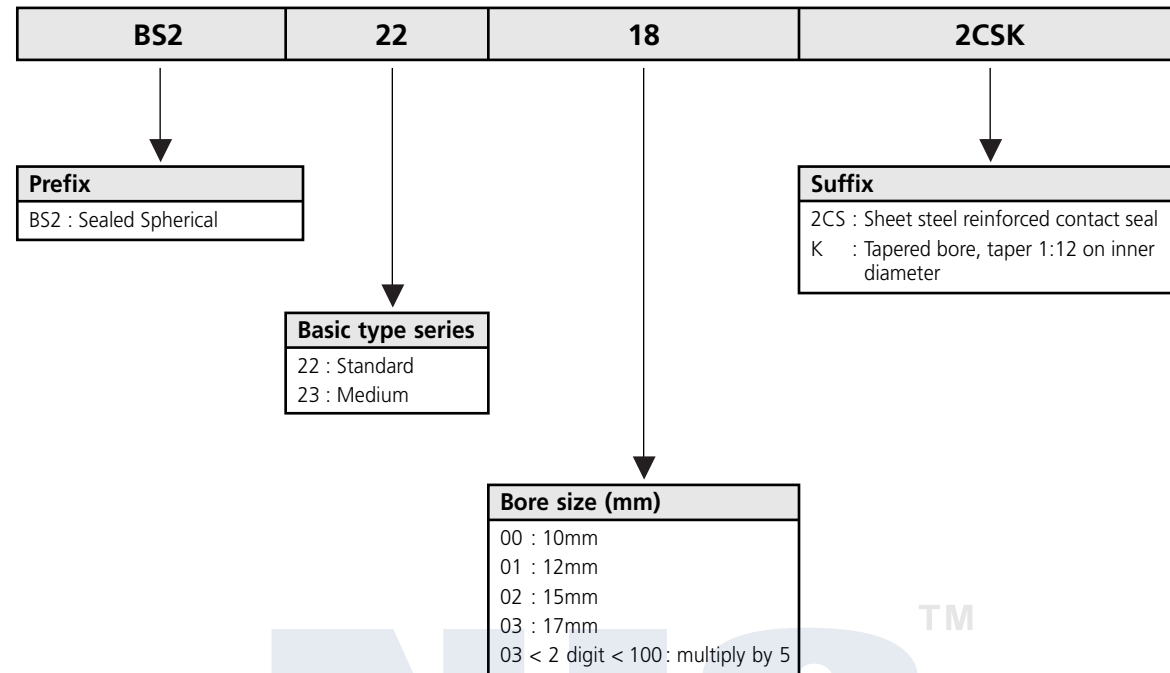 BS2 22 18 2CSK
Prefix
BS2 : Sealed Spherical
Suffix
2CS : Sheet steel reinforced contact seal
K : Tapered bore, taper 1:12 on inner
diameter
Basic type series
22 : Standard
23 : Medium
Bore size (mm)
00 : 10mm
01 : 12mm
02 : 15mm
03 : 17mm
03 < 2 digit < 100 : multiply by 5
TM